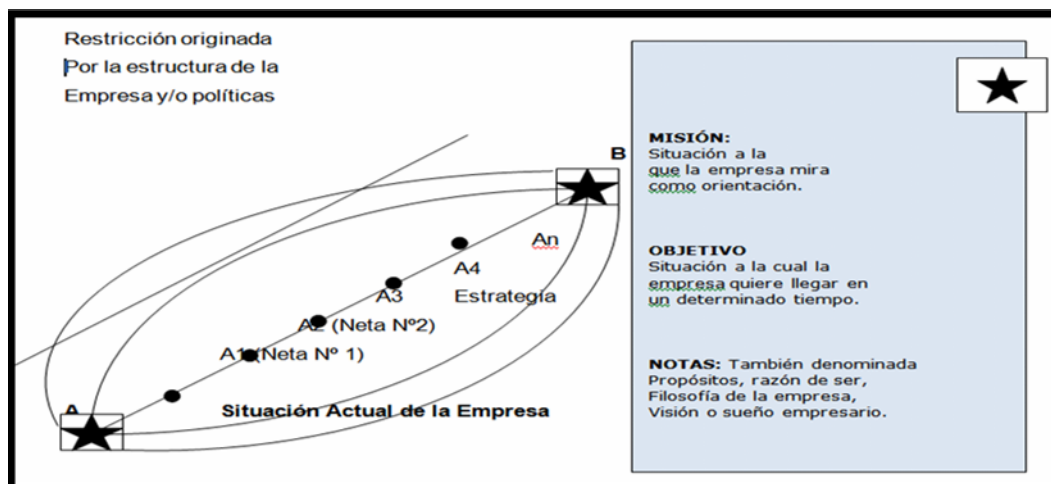 Restricción originada
Por la estructura de la
Empresa y/o políticas
B
An
A4
A3
Estrategia
A2 (Neta Nº2)
A1 (Neta Nº 1)
A
Situación Actual de la Empresa
MISIÓN:
Situación a la
que la empresa mira
como orientación.
OBJETIVO
Situación a la cual la
empresa quiere llegar en
un determinado tiempo.
NOTAS: También denominada
Propósitos, razón de ser,
Filosofía de la empresa,
Visión o sueño empresario.